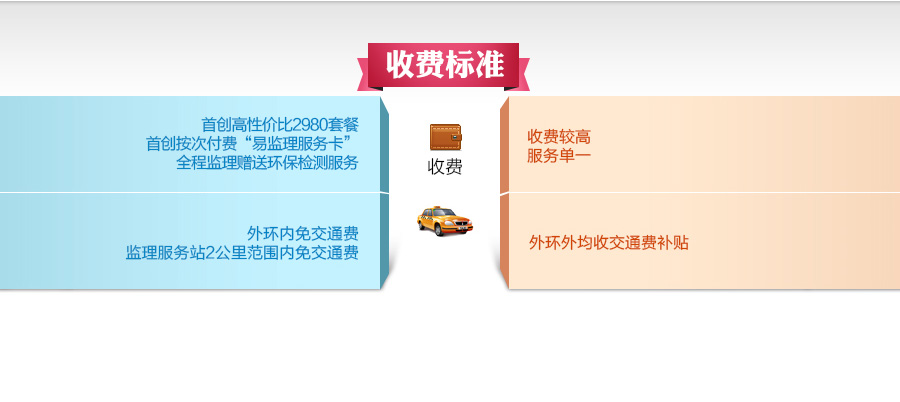 收费标准
首创高性价比2980套餐
首创按次付费“易监理服务卡”
全程监理赠送环保检测服务
收费
收费较高
服务单一
外环内免交通费
监理服务站2公里范围内免交通费
外环外均收交通费补贴